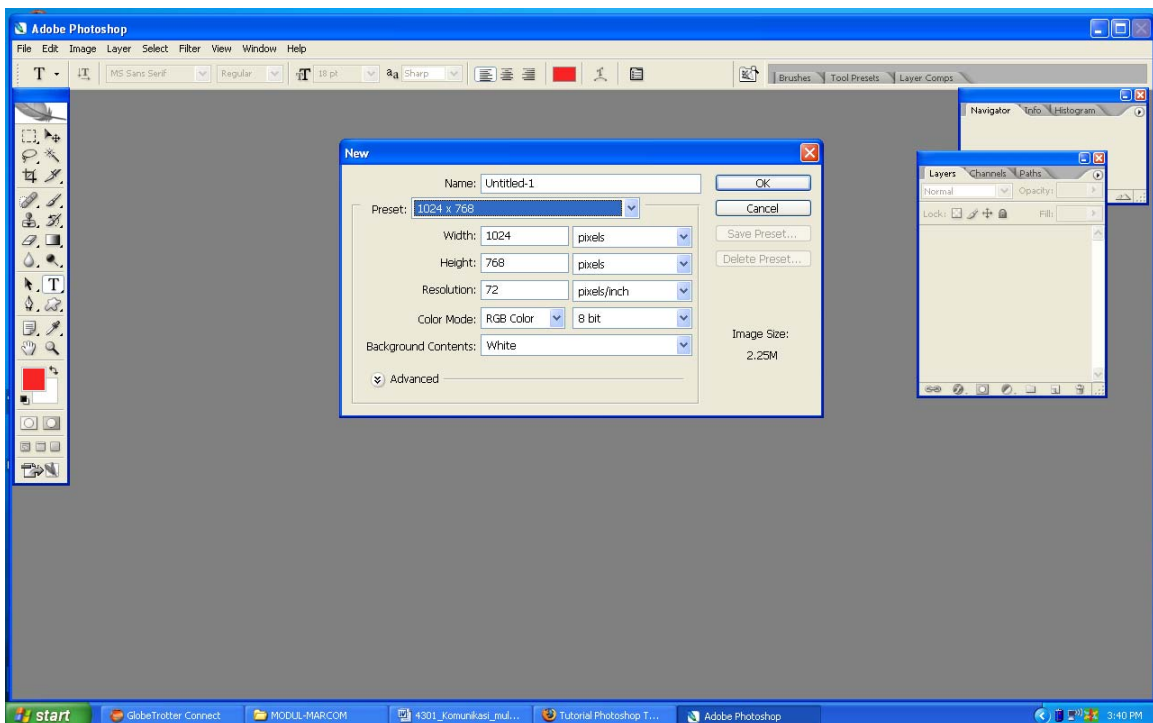 Adobe Photoshop
File Edit Image Layer Select Filter View Window Help
T MS Sans Serif Regular T 18 pt aa Sharp Brushes Tool Presets Layer Comps
Navigator Info Histogram
New
Name: Untitled-1 OK
Preset: 1024 x 768 Cancel
Width: 1024 pixels Save Preset...
Height: 768 pixels Delete Preset...
Resolution: 72 pixels/inch
Color Mode: RGB Color 8 bit
Background Contents: White
Advanced
Image Size:
2.25M
Layers Channels Paths
Normal Opacity:
Lock: Fill:
T
start GlobeTrotter Connect MODUL-MARCOM 4301_Komunikasi_mul... Tutorial Photoshop T... Adobe Photoshop 3:40 PM